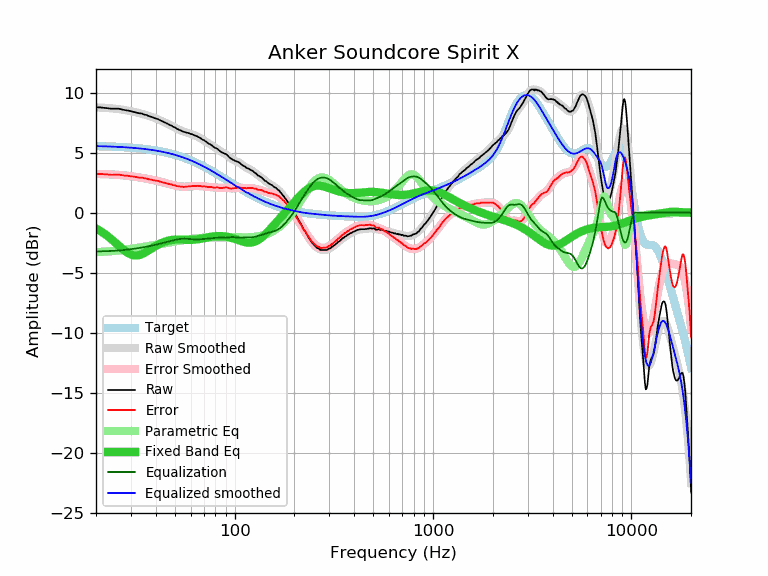 Anker Soundcore Spirit X
10
5
0
−5
−10
−15
−20
−25
Amplitude (dBr)
Target
Raw Smoothed
Error Smoothed
Raw
Error
Parametric Eq
Fixed Band Eq
Equalization
Equalized smoothed
100
1000
10000
Frequency (Hz)